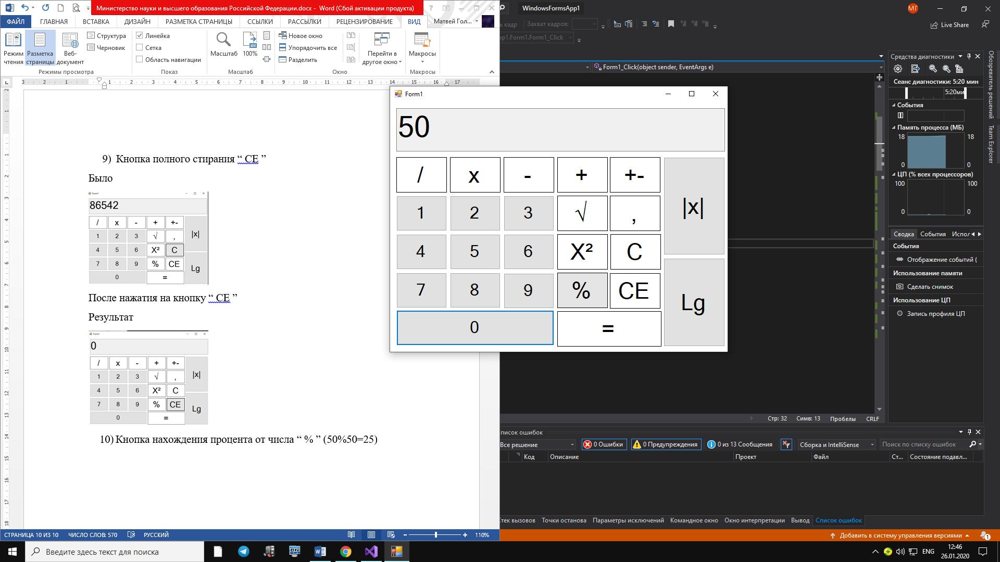 Министерство науки и высшего образования Российской Федерации.docx - Word (Сбой активации продукта)
ФАЙЛ ГЛАВНАЯ ВСТАВКА ДИЗАЙН РАЗМЕТКА СТРАНИЦЫ ССЫЛКИ РАССЫЛКИ РЕЦЕНЗИРОВАНИЕ ВИД Матвей Гол...
Режим чтения
Разметка страницы
Веб-документ
Структура
Черновик
Режимы просмотра
Линейка
Сетка
Область навигации
Показ
Масштаб
100%
Масштаб
Новое окно
Упорядочить все
Разделить
Перейти в другое окно
Окно
Макросы
Макросы
9) Кнопка полного стирания “ CE ”
Было
Form1
86542
/ x - + +- |x|
1 2 3 √ ,
4 5 6 X² C
7 8 9 % CE Lg
0 =
После нажатия на кнопку “ CE ”
Результат
Form1
0
/ x - + +- |x|
1 2 3 √ ,
4 5 6 X² C
7 8 9 % CE Lg
0 =
10) Кнопка нахождения процента от числа “ % ” (50%50=25)
СТРАНИЦА 10 ИЗ 10 ЧИСЛО СЛОВ: 570 РУССКИЙ 110%
Form1
50
/ x - + +- |x|
1 2 3 √ ,
4 5 6 X² C
7 8 9 % CE Lg
0 =
WindowsForms​App1 МГ
ь кадр Захват кадров: Live Share
pp1.Form1.Form1_Click
Form1_Click(object sender, EventArgs e)
Средства диагностики
Сеанс диагностики: 5:20 мин
5:20ми
События
Память процесса (МБ)
18 18
0 0
ЦП (% всех процессоров)
100 100
0 0
Сводка События Испол
События
Отображение событий (
Использование памяти
Сделать снимок
Использование ЦП
Запись профиля ЦП
Обозреватель решений
Team Explorer
Стр: 32 Симв: 13 Пробелы CRLF
писок ошибок
Все решение 0 Ошибки 0 Предупреждения 0 из 13 Сообщения Сборка и IntelliSense Поиск по списку ошибок
Код Описание Проект Файл Ст... Состояние подавл...
Стек вызовов Точки останова Параметры исключений Командное окно Окно интерпретации Вывод Список ошибок
Добавить в систему управления версиями 1
Введите здесь текст для поиска
ENG 12:46
26.01.2020